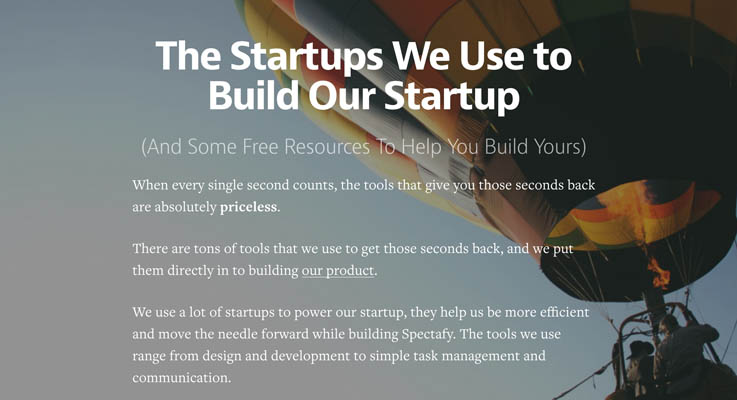 The Startups We Use to
Build Our Startup
(And Some Free Resources To Help You Build Yours)
When every single second counts, the tools that give you those seconds back
are absolutely priceless.
There are tons of tools that we use to get those seconds back, and we put
them directly in to building our product.
We use a lot of startups to power our startup, they help us be more efficient
and move the needle forward while building Spectafy. The tools we use
range from design and development to simple task management and
communication.